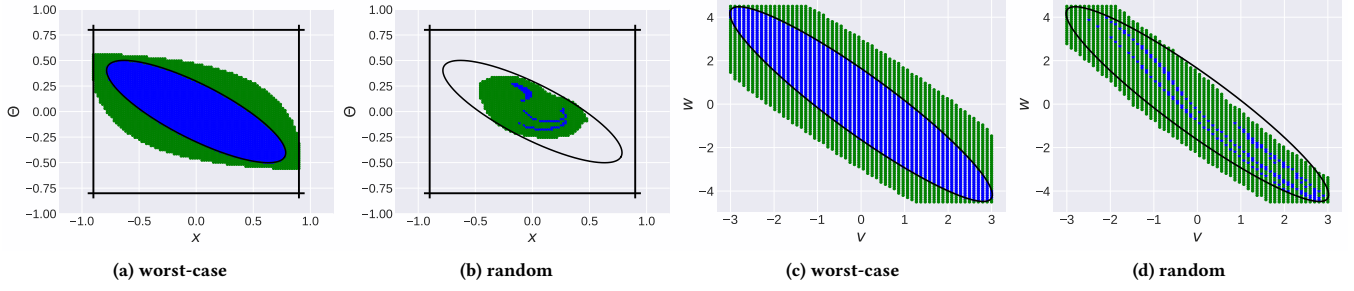 1.00
0.75
0.50
0.25
0.00
−0.25
−0.50
−0.75
−1.00
Θ
−1.0 −0.5 0.0 0.5 1.0
X
(a) worst-case
1.00
0.75
0.50
0.25
0.00
−0.25
−0.50
−0.75
−1.00
Θ
−1.0 −0.5 0.0 0.5 1.0
X
(b) random
4
2
0
−2
−4
w
−3 −2 −1 0 1 2 3
V
(c) worst-case
4
2
0
−2
−4
w
−3 −2 −1 0 1 2 3
V
(d) random